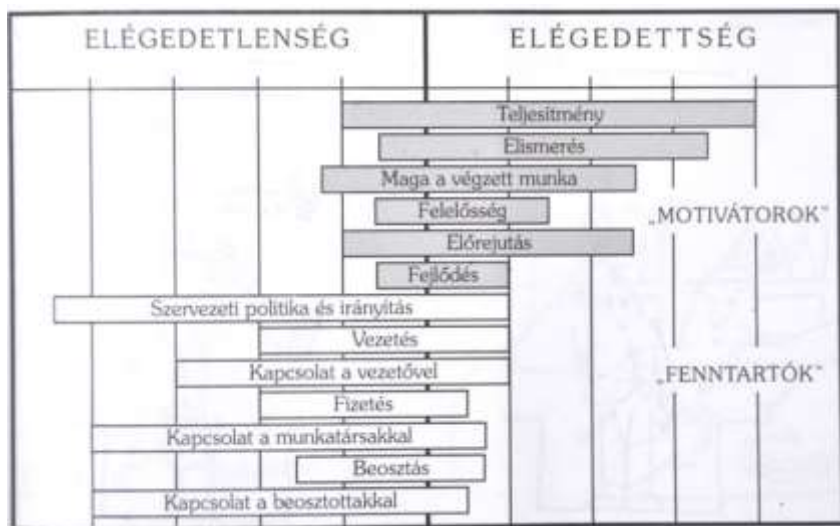 ELÉGEDETLENSÉG
ELÉGEDETTSÉG
Teljesítmény
Elismerés
Maga a végzett munka
Felelősség
„MOTIVÁTOROK"
Előrejutás
Fejlődés
Szervezeti politika és irányítás
Vezetés
Kapcsolat a vezetővel
„FENNTARTÓK"
Fizetés
Kapcsolat a munkatársakkal
Beosztás
Kapcsolat a beosztottakkal